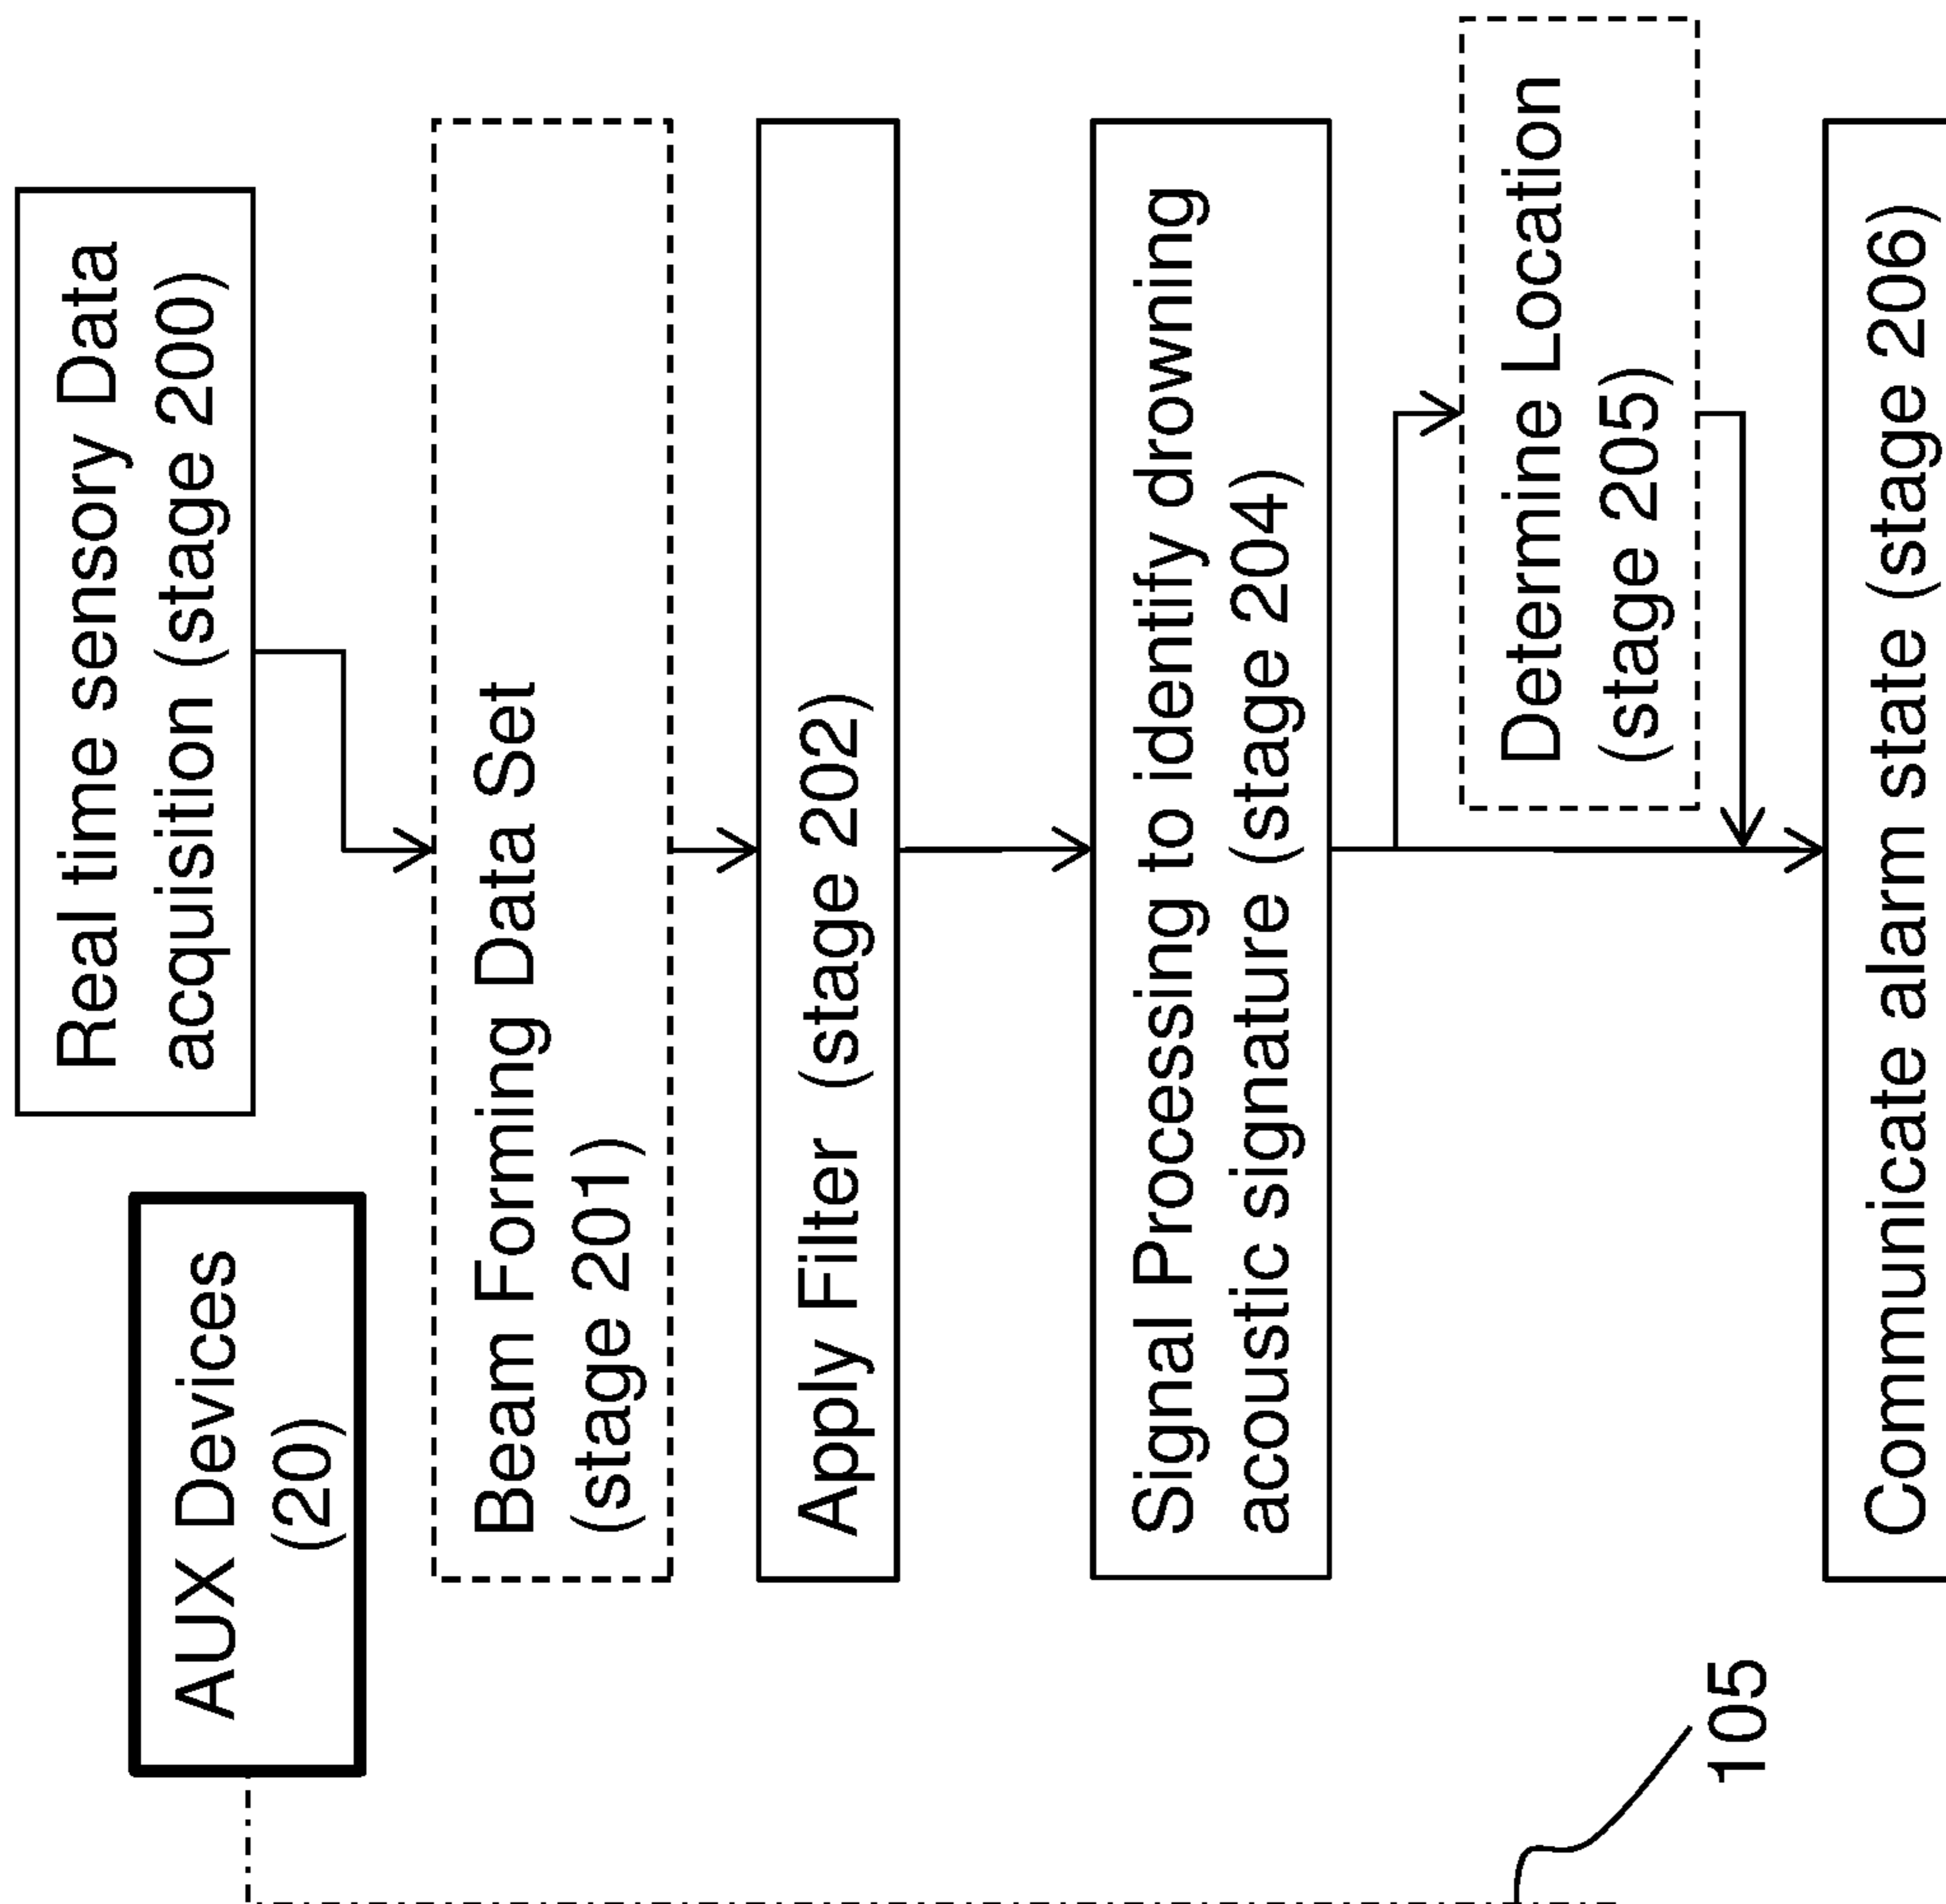 Real time sensory Data
acquisition (stage 200)
AUX Devices
(20)
Beam Forming Data Set
(stage 201)
Apply Filter (stage 202)
Signal Processing to identify drowning
acoustic signature (stage 204)
Determine Location
(stage 205)
105
Communicate alarm state (stage 206)